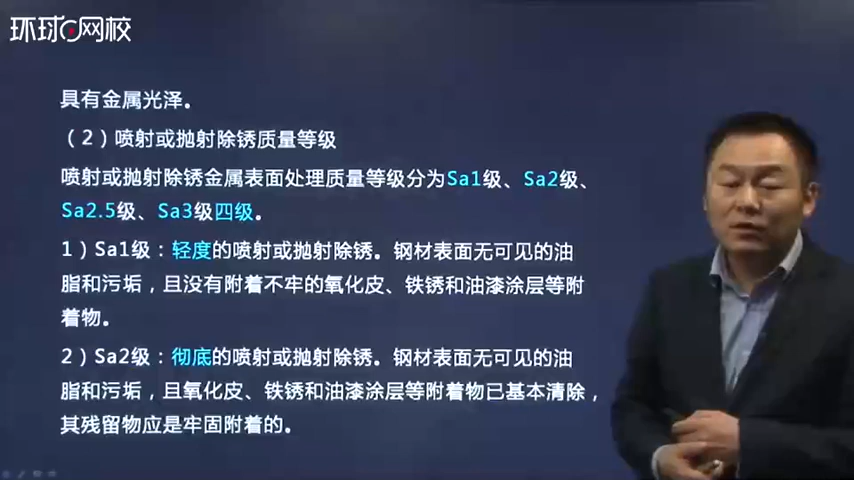 环球网校
具有金属光泽。
（2）喷射或抛射除锈质量等级
喷射或抛射除锈金属表面处理质量等级分为Sa1级、Sa2级、
Sa2.5级、Sa3级四级。
1）Sa1级：轻度的喷射或抛射除锈。钢材表面无可见的油
脂和污垢，且没有附着不牢的氧化皮、铁锈和油漆涂层等附
着物。
2）Sa2级：彻底的喷射或抛射除锈。钢材表面无可见的油
脂和污垢，且氧化皮、铁锈和油漆涂层等附着物已基本清除，
其残留物应是牢固附着的。